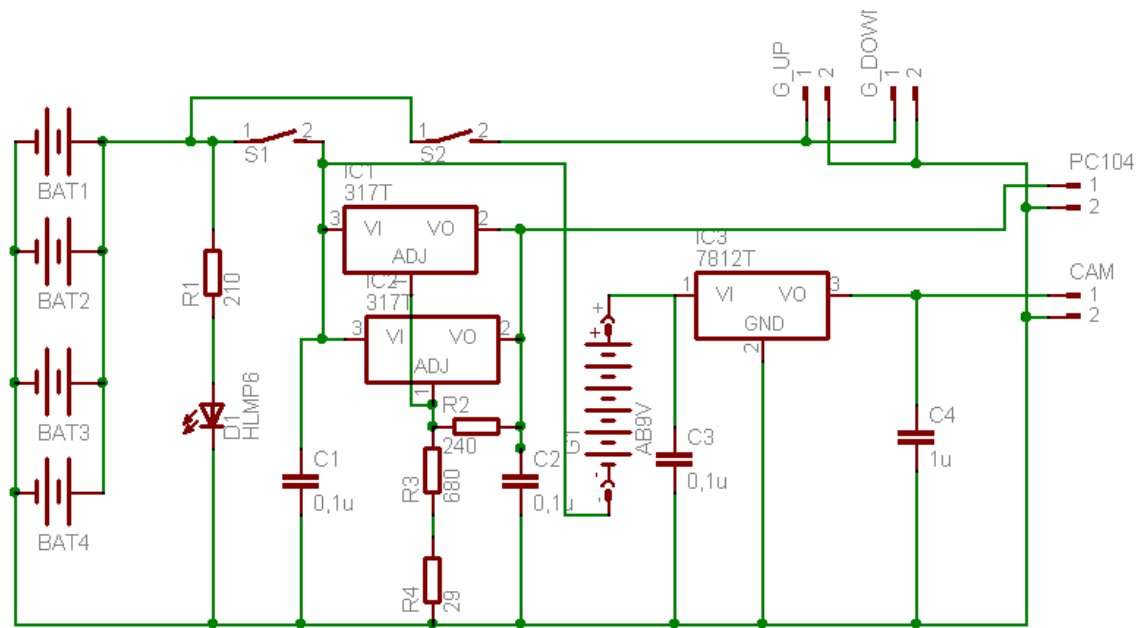 G_UP
1
2
G_DOWN
1
2
BAT1
BAT2
BAT3
BAT4
1
2
S1
1
2
S2
PC104
1
2
CAM
1
2
IC1
317T
3
VI
VO
2
ADJ
1
IC2
317T
3
VI
VO
2
ADJ
1
IC3
7812T
1
VI
VO
3
GND
2
R1
210
D1
HLMP6
R2
240
R3
680
R4
29
C1
0,1u
C2
0,1u
+
+
-
-
G1
AB9V
C3
0,1u
C4
1u